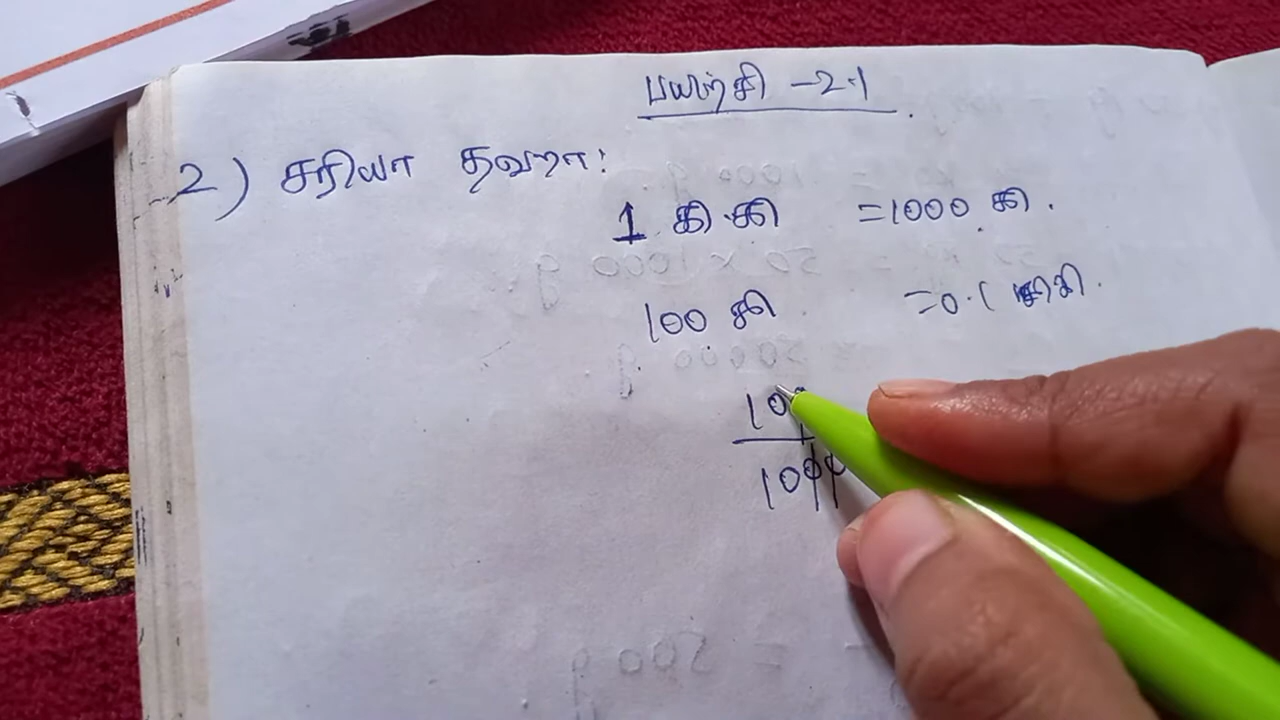 பயிற்சி -2.1
2) சரியா தவறா:
1 கி.கி =1000 கி.
100 கி =0.1 கி.கி.
100
1000